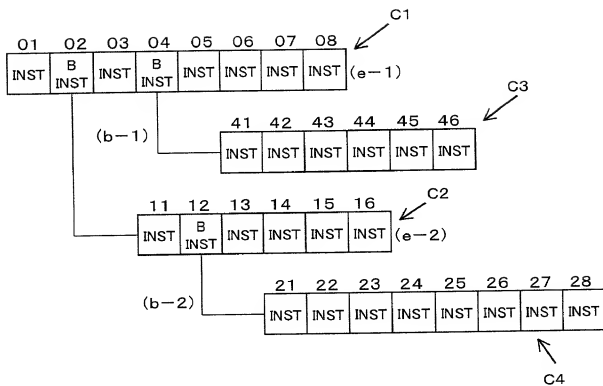 C1
01 02 03 04 05 06 07 08
INST B INST INST B INST INST INST INST INST (e-1)
C3
(b-1)
41 42 43 44 45 46
INST INST INST INST INST INST
C2
11 12 13 14 15 16
INST B INST INST INST INST INST (e-2)
(b-2)
21 22 23 24 25 26 27 28
INST INST INST INST INST INST INST INST
C4